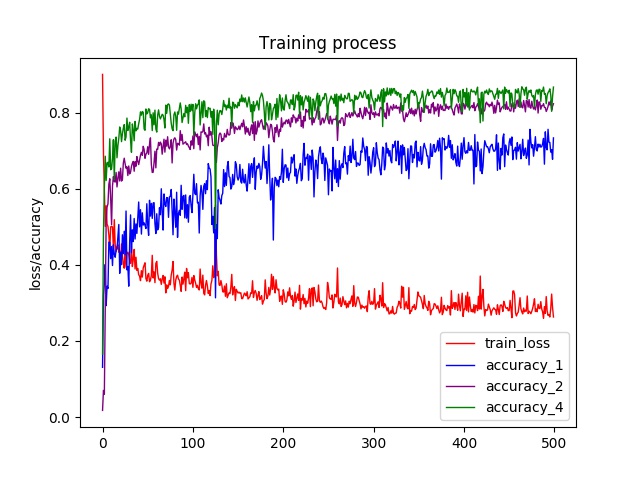 Training process
loss/accuracy
0.8
0.6
0.4
0.2
0.0
0 100 200 300 400 500
train_loss
accuracy_1
accuracy_2
accuracy_4